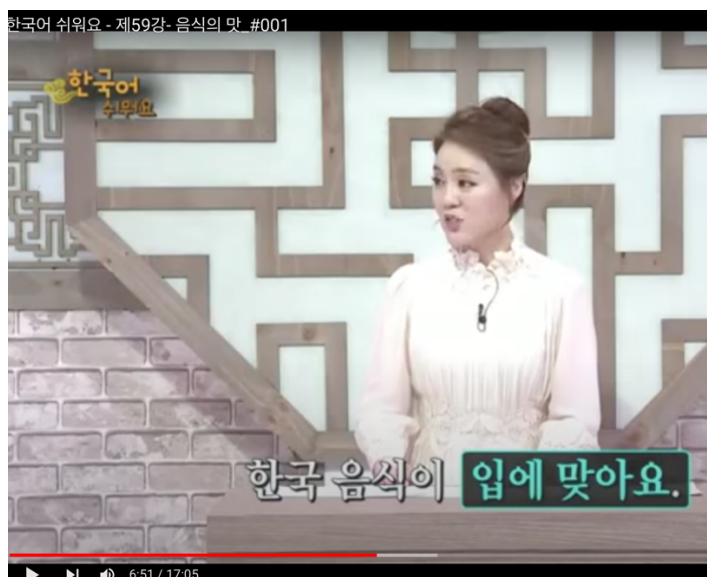 한국어 쉬워요 - 제59강- 음식의 맛_#001
한국어
쉬워요
한국 음식이 입에 맞아요.
6:51 / 17:05